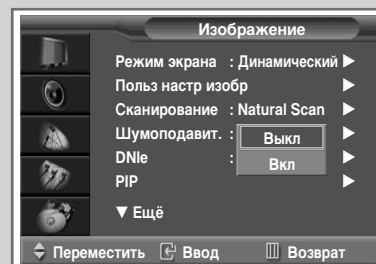 Изображение
Режим экрана : Динамический ▶
Польз настр изобр ▶
Сканирование : Natural Scan ▶
Шумоподавит. : Выкл ▶
DNIe : Вкл ▶
PIP ▶
▼ Ещё
Переместить Ввод Возврат